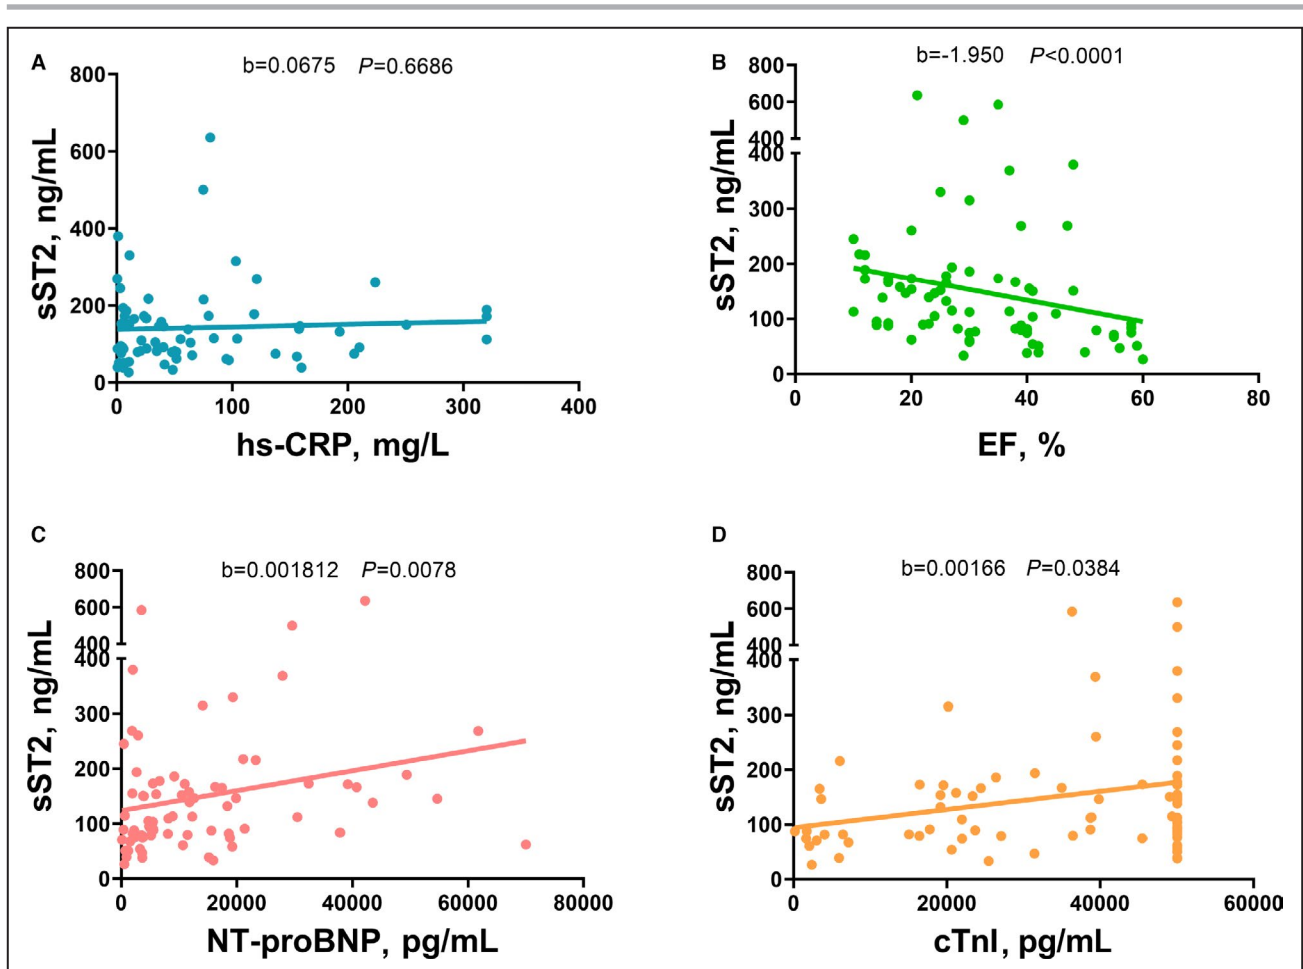 A
b=0.0675 P=0.6686
800
600
400
200
0
0 100 200 300 400
sST2, ng/mL
hs-CRP, mg/L
B
b=-1.950 P<0.0001
800
600
400
400
300
200
100
0
0 20 40 60 80
sST2, ng/mL
EF, %
C
b=0.001812 P=0.0078
800
600
400
400
300
200
100
0
0 20000 40000 60000 80000
sST2, ng/mL
NT-proBNP, pg/mL
D
b=0.00166 P=0.0384
800
600
400
400
300
200
100
0
0 20000 40000 60000
sST2, ng/mL
cTnI, pg/mL